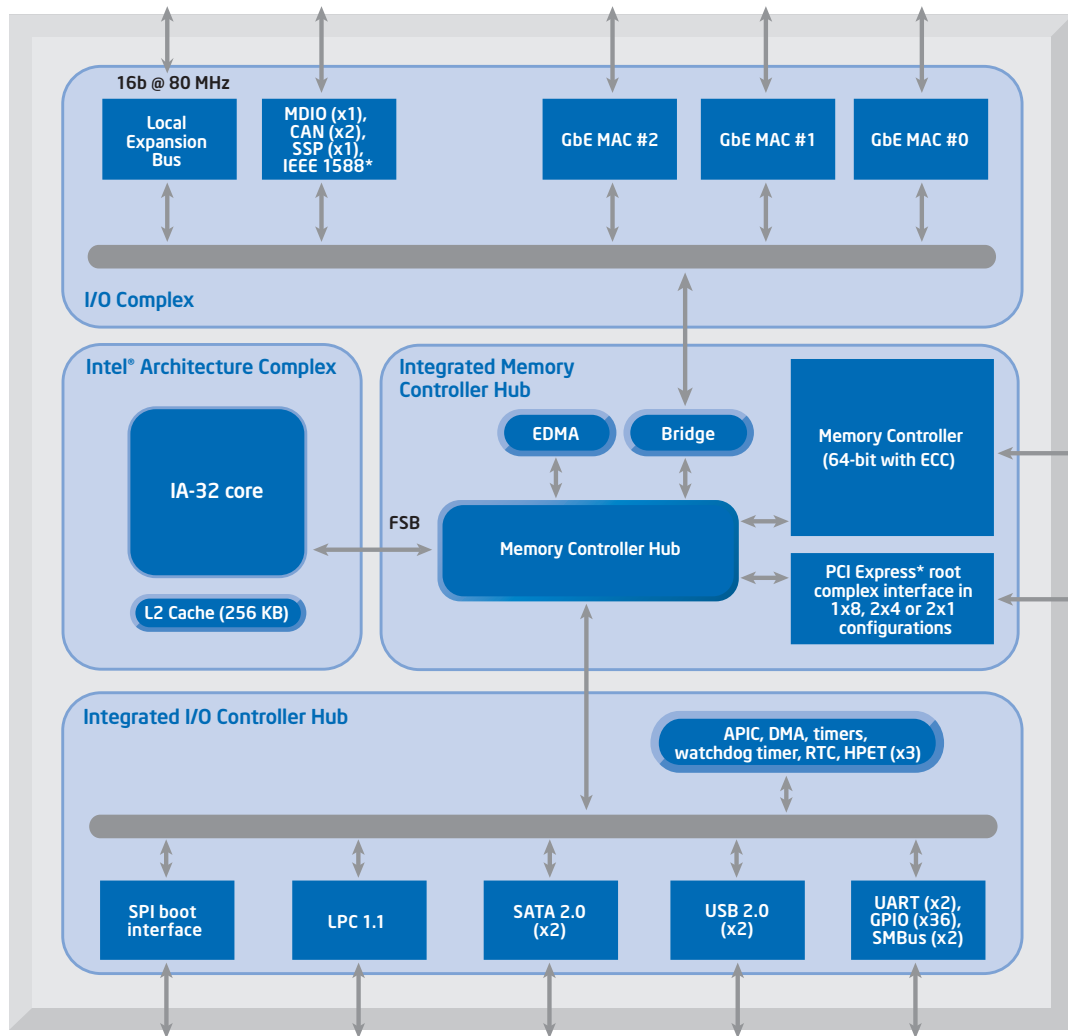 16b @ 80 MHz
Local
Expansion
Bus
MDIO (x1),
CAN (x2),
SSP (x1),
IEEE 1588*
GbE MAC #2
GbE MAC #1
GbE MAC #0
I/O Complex
Intel® Architecture Complex
IA-32 core
L2 Cache (256 KB)
FSB
Integrated Memory
Controller Hub
EDMA
Bridge
Memory Controller Hub
Memory Controller
(64-bit with ECC)
PCI Express* root
complex interface in
1x8, 2x4 or 2x1
configurations
Integrated I/O Controller Hub
APIC, DMA, timers,
watchdog timer, RTC, HPET (x3)
SPI boot
interface
LPC 1.1
SATA 2.0
(x2)
USB 2.0
(x2)
UART (x2),
GPIO (x36),
SMBus (x2)